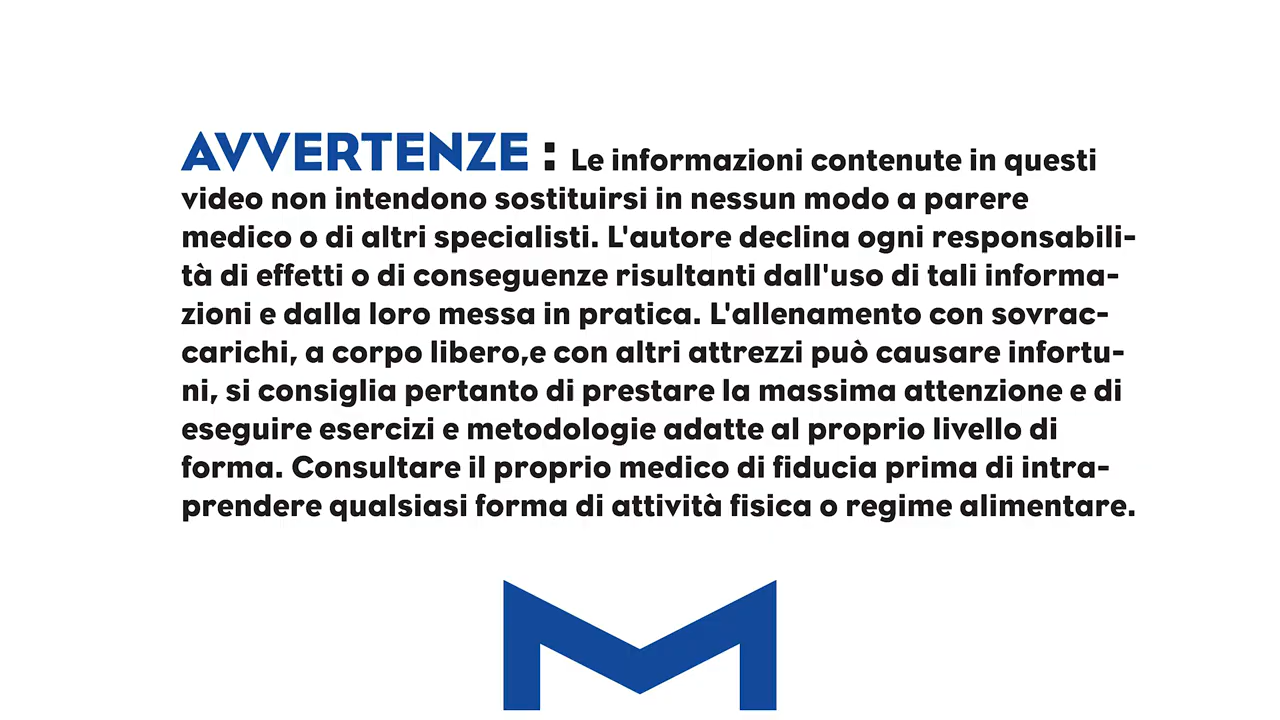 AVVERTENZE : Le informazioni contenute in questi
video non intendono sostituirsi in nessun modo a parere
medico o di altri specialisti. L'autore declina ogni responsabili-
tà di effetti o di conseguenze risultanti dall'uso di tali informa-
zioni e dalla loro messa in pratica. L'allenamento con sovrac-
carichi, a corpo libero,e con altri attrezzi può causare infortu-
ni, si consiglia pertanto di prestare la massima attenzione e di
eseguire esercizi e metodologie adatte al proprio livello di
forma. Consultare il proprio medico di fiducia prima di intra-
prendere qualsiasi forma di attività fisica o regime alimentare.
M